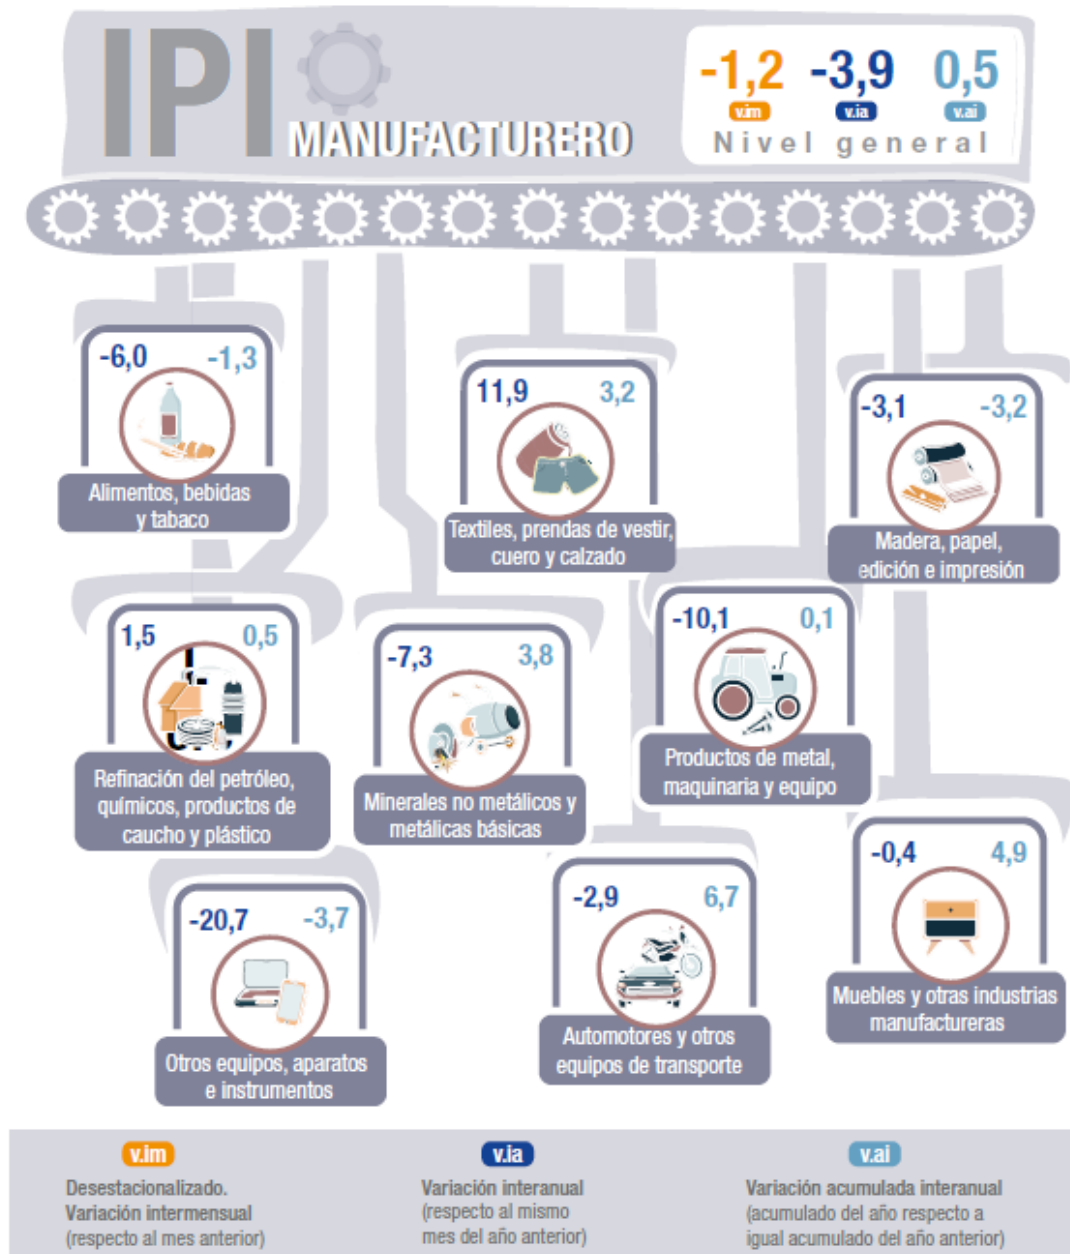 IPI
MANUFACTURERO
-1,2 -3,9 0,5
v.im v.ia v.ai
Nivel general
-6,0 -1,3
Alimentos, bebidas
y tabaco
11,9 3,2
Textiles, prendas de vestir,
cuero y calzado
-3,1 -3,2
Madera, papel,
edición e impresión
1,5 0,5
Refinación del petróleo,
químicos, productos de
caucho y plástico
-7,3 3,8
Minerales no metálicos y
metálicas básicas
-10,1 0,1
Productos de metal,
maquinaria y equipo
-20,7 -3,7
Otros equipos, aparatos
e instrumentos
-2,9 6,7
Automotores y otros
equipos de transporte
-0,4 4,9
Muebles y otras industrias
manufactureras
v.im
Desestacionalizado.
Variación intermensual
(respecto al mes anterior)
v.ia
Variación interanual
(respecto al mismo
mes del año anterior)
v.ai
Variación acumulada interanual
(acumulado del año respecto a
igual acumulado del año anterior)